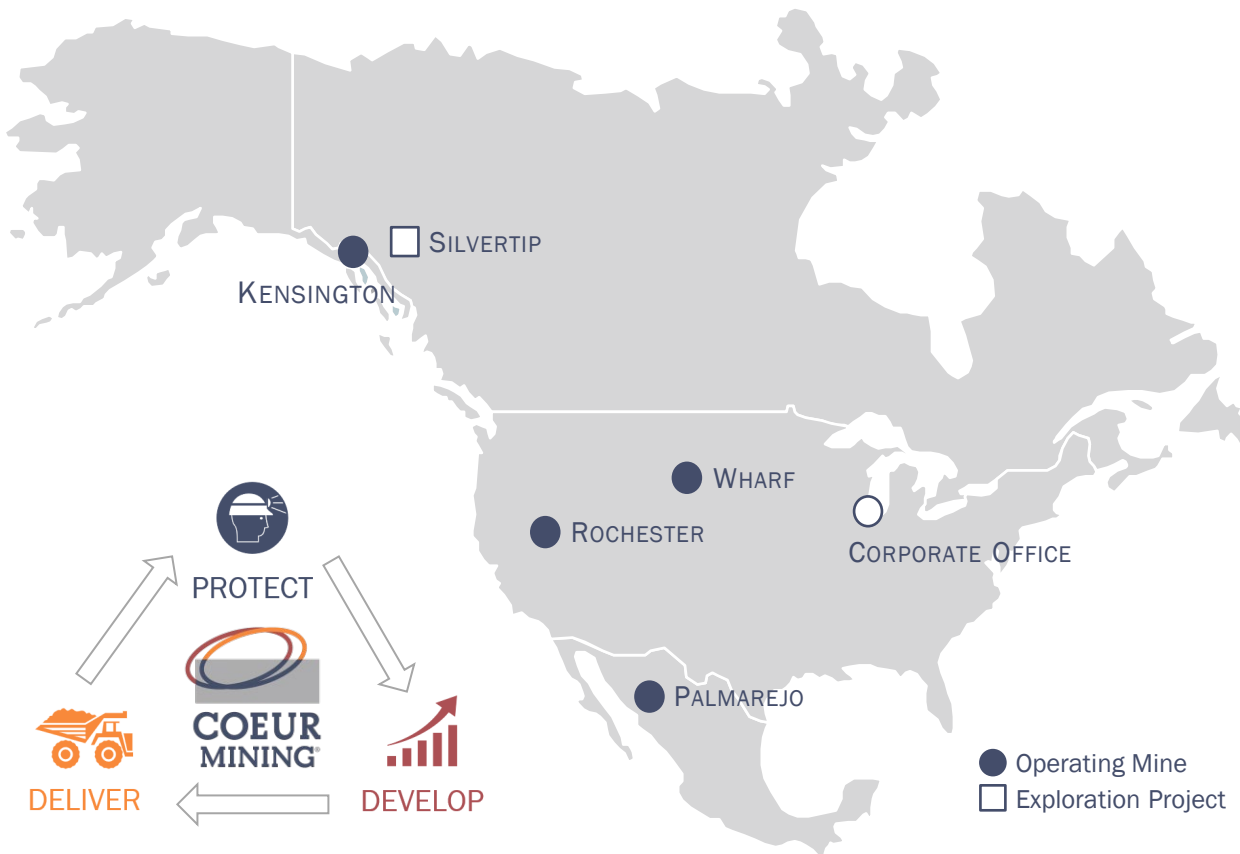 SILVERTIP
KENSINGTON
WHARF
ROCHESTER
CORPORATE OFFICE
PALMAREJO
PROTECT
COEUR
MINING®
DELIVER
DEVELOP
Operating Mine
Exploration Project